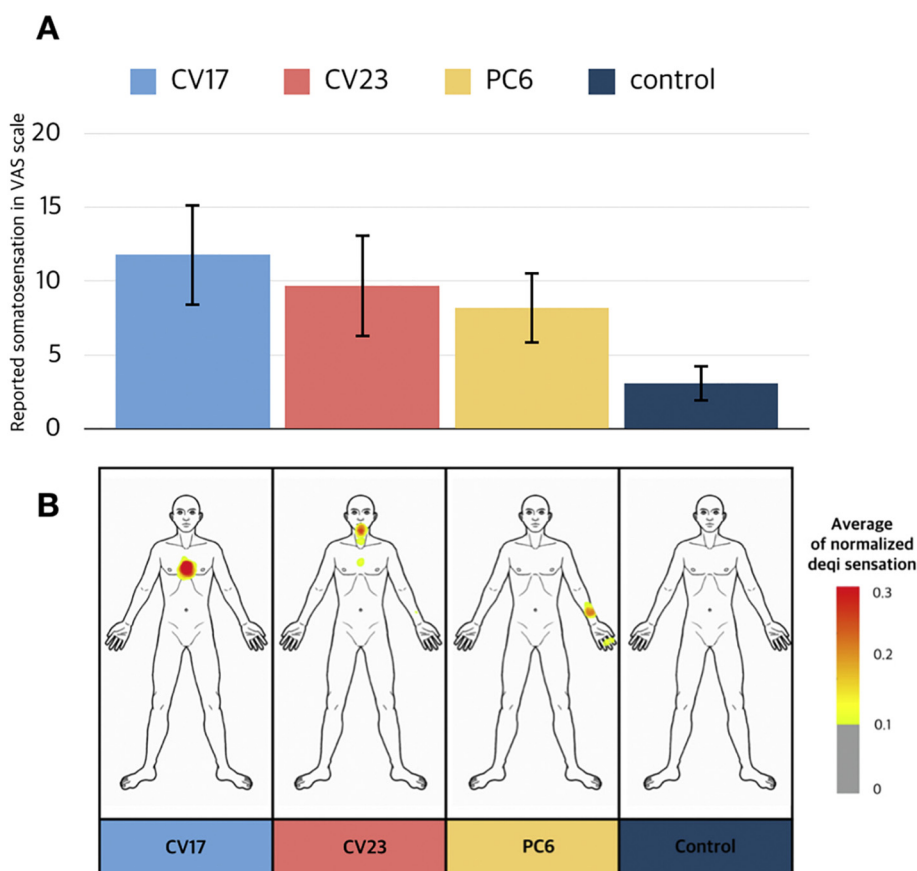 A
CV17 CV23 PC6 control
Reported somatosensation in VAS scale
20
15
10
5
0
B
Average
of normalized
deqi sensation
0.3
0.2
0.1
0
CV17 CV23 PC6 Control